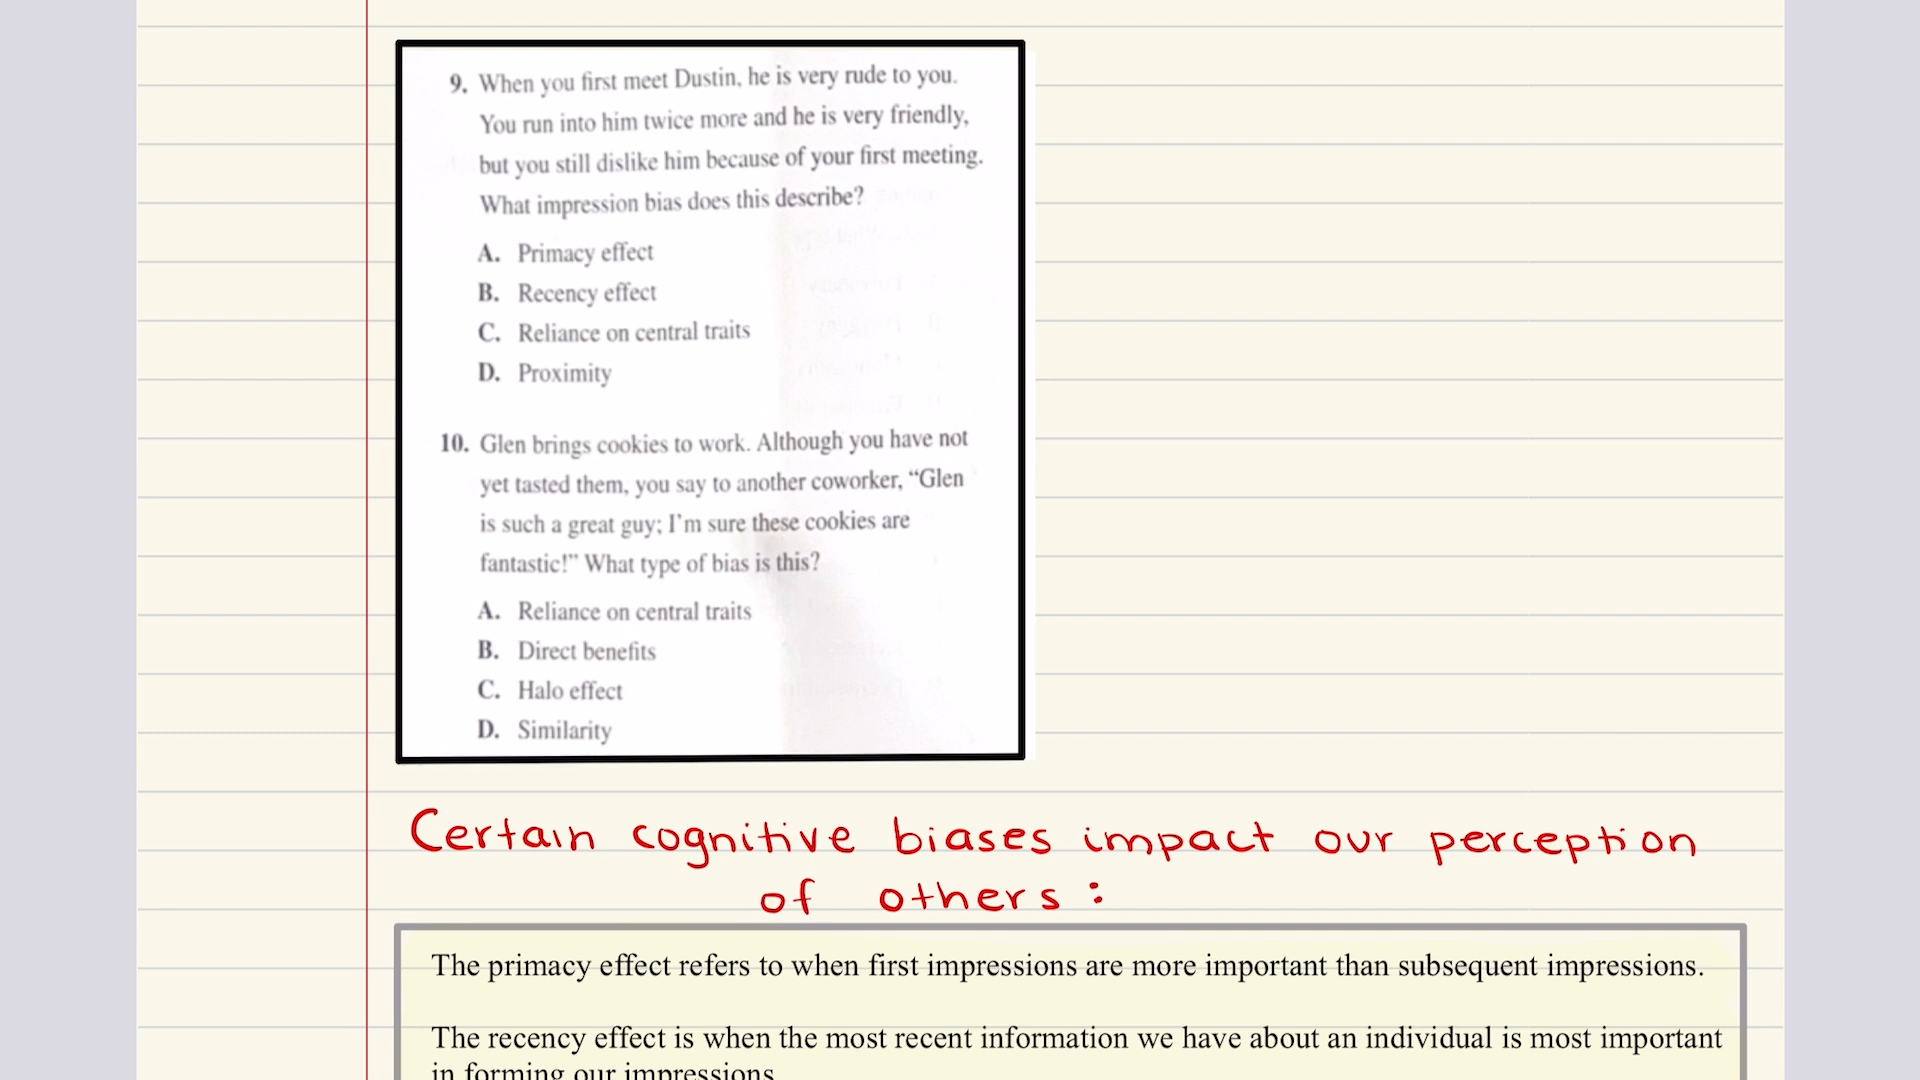 9. When you first meet Dustin, he is very rude to you.
You run into him twice more and he is very friendly,
but you still dislike him because of your first meeting.
What impression bias does this describe?
A. Primacy effect
B. Recency effect
C. Reliance on central traits
D. Proximity
10. Glen brings cookies to work. Although you have not
yet tasted them, you say to another coworker, “Glen
is such a great guy; I’m sure these cookies are
fantastic!” What type of bias is this?
A. Reliance on central traits
B. Direct benefits
C. Halo effect
D. Similarity
Certain cognitive biases impact our perception
of others:
The primacy effect refers to when first impressions are more important than subsequent impressions.
The recency effect is when the most recent information we have about an individual is most important
in forming our impressions